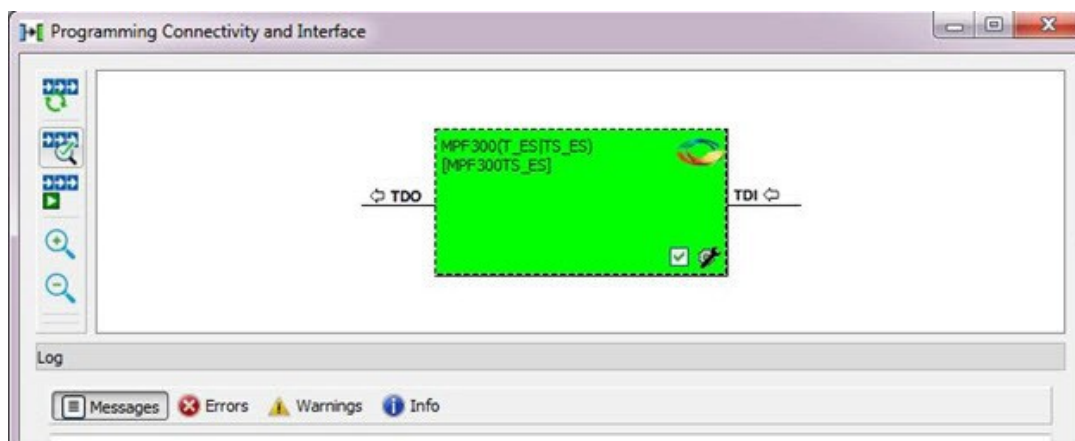 Programming Connectivity and Interface
MPF300(T_ES|TS_ES)
[MPF300TS_ES]
TDO
TDI
Log
Messages Errors Warnings Info